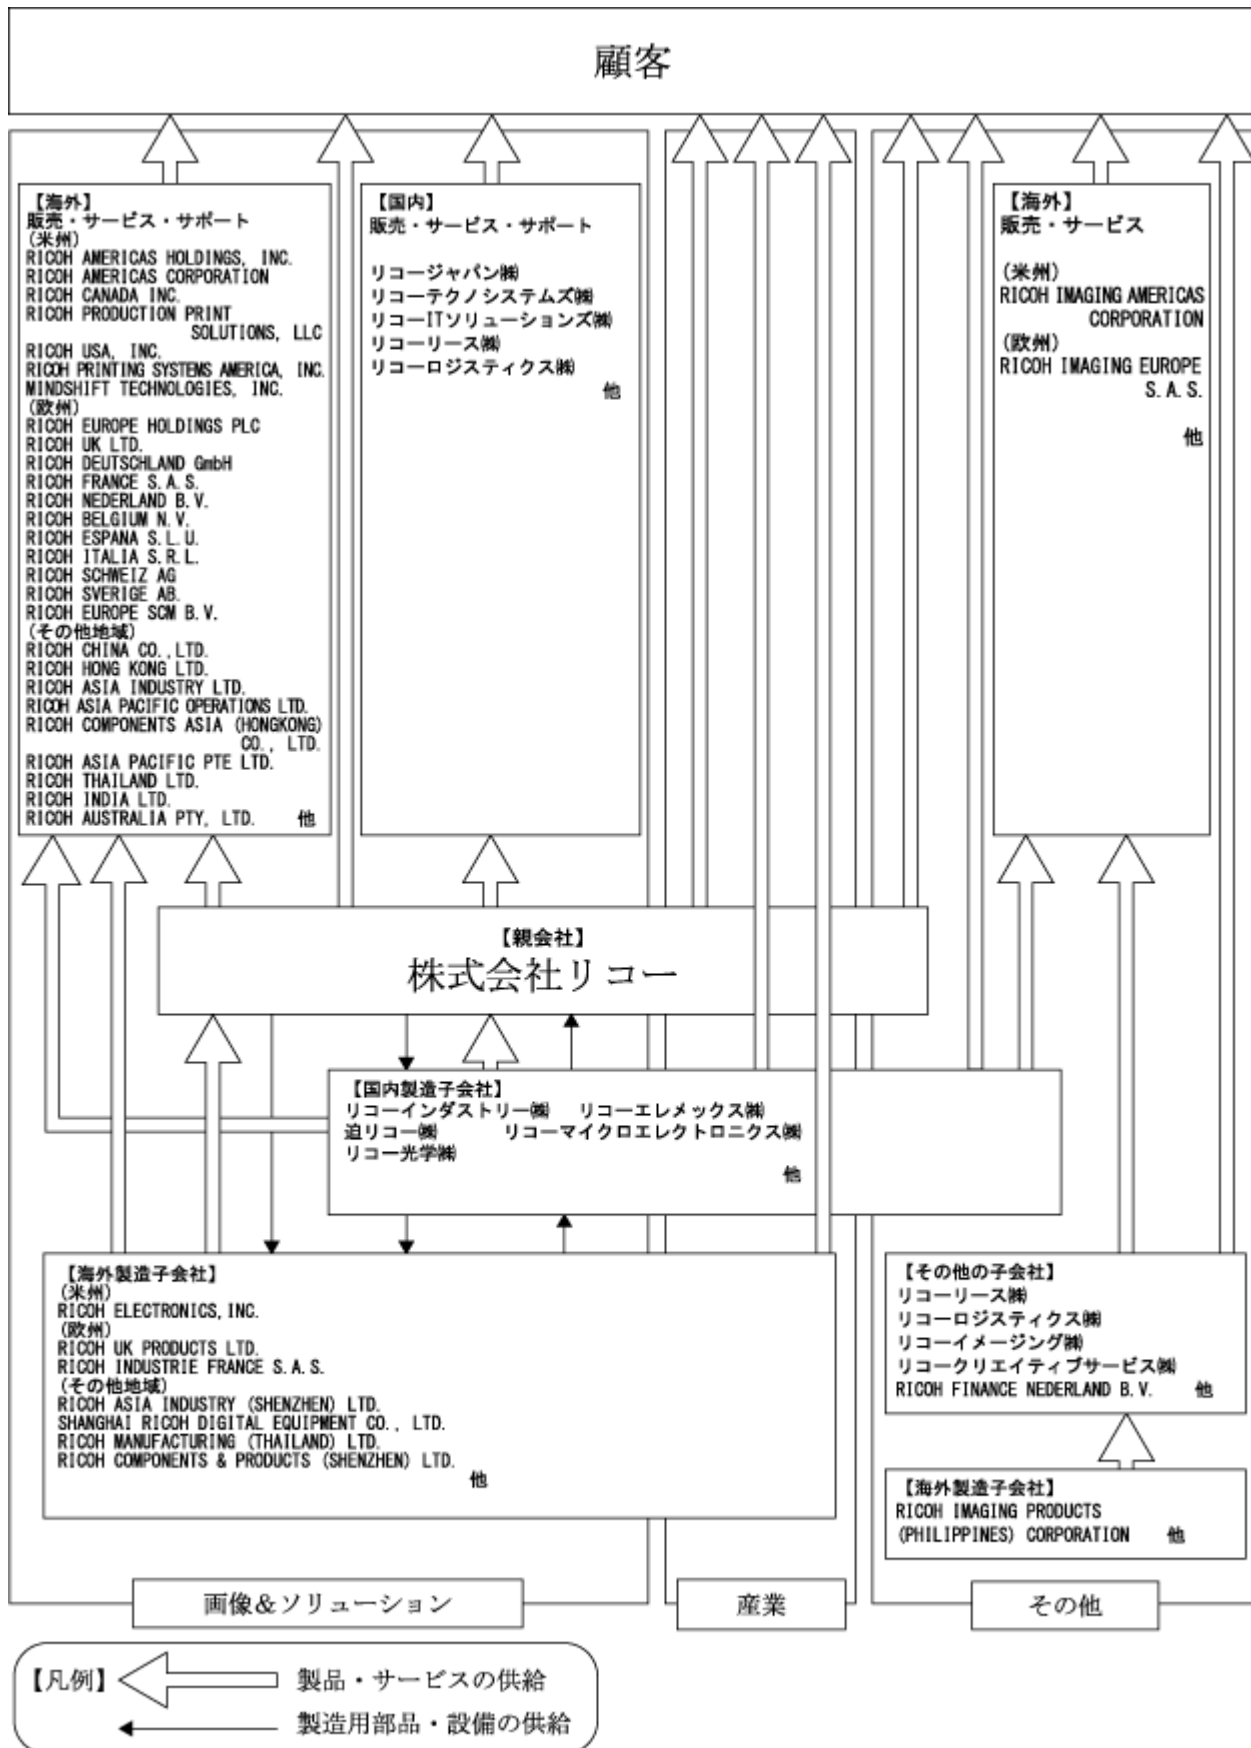 顧客
【海外】
販売・サービス・サポート
(米州)
RICOH AMERICAS HOLDINGS, INC.
RICOH AMERICAS CORPORATION
RICOH CANADA INC.
RICOH PRODUCTION PRINT
SOLUTIONS, LLC
RICOH USA, INC.
RICOH PRINTING SYSTEMS AMERICA, INC.
MINDSHIFT TECHNOLOGIES, INC.
(欧州)
RICOH EUROPE HOLDINGS PLC
RICOH UK LTD.
RICOH DEUTSCHLAND GmbH
RICOH FRANCE S.A.S.
RICOH NEDERLAND B.V.
RICOH BELGIUM N.V.
RICOH ESPANA S.L.U.
RICOH ITALIA S.R.L.
RICOH SCHWEIZ AG
RICOH SVERIGE AB.
RICOH EUROPE SCM B.V.
(その他地域)
RICOH CHINA CO.,LTD.
RICOH HONG KONG LTD.
RICOH ASIA INDUSTRY LTD.
RICOH ASIA PACIFIC OPERATIONS LTD.
RICOH COMPONENTS ASIA (HONGKONG)
CO., LTD.
RICOH ASIA PACIFIC PTE LTD.
RICOH THAILAND LTD.
RICOH INDIA LTD.
RICOH AUSTRALIA PTY, LTD. 他
【国内】
販売・サービス・サポート
リコージャパン㈱
リコーテクノシステムズ㈱
リコーITソリューションズ㈱
リコーリース㈱
リコーロジスティクス㈱
他
【海外】
販売・サービス
(米州)
RICOH IMAGING AMERICAS
CORPORATION
(欧州)
RICOH IMAGING EUROPE
S.A.S.
他
【親会社】
株式会社リコー
【国内製造子会社】
リコーインダストリー㈱ リコーエレメックス㈱
迫リコー㈱ リコーマイクロエレクトロニクス㈱
リコー光学㈱
他
【海外製造子会社】
(米州)
RICOH ELECTRONICS,INC.
(欧州)
RICOH UK PRODUCTS LTD.
RICOH INDUSTRIE FRANCE S.A.S.
(その他地域)
RICOH ASIA INDUSTRY (SHENZHEN) LTD.
SHANGHAI RICOH DIGITAL EQUIPMENT CO., LTD.
RICOH MANUFACTURING (THAILAND) LTD.
RICOH COMPONENTS & PRODUCTS (SHENZHEN) LTD.
他
【その他の子会社】
リコーリース㈱
リコーロジスティクス㈱
リコーイメージング㈱
リコークリエイティブサービス㈱
RICOH FINANCE NEDERLAND B.V. 他
【海外製造子会社】
RICOH IMAGING PRODUCTS
(PHILIPPINES) CORPORATION 他
画像&ソリューション
産業
その他
【凡例】 製品・サービスの供給
製造用部品・設備の供給